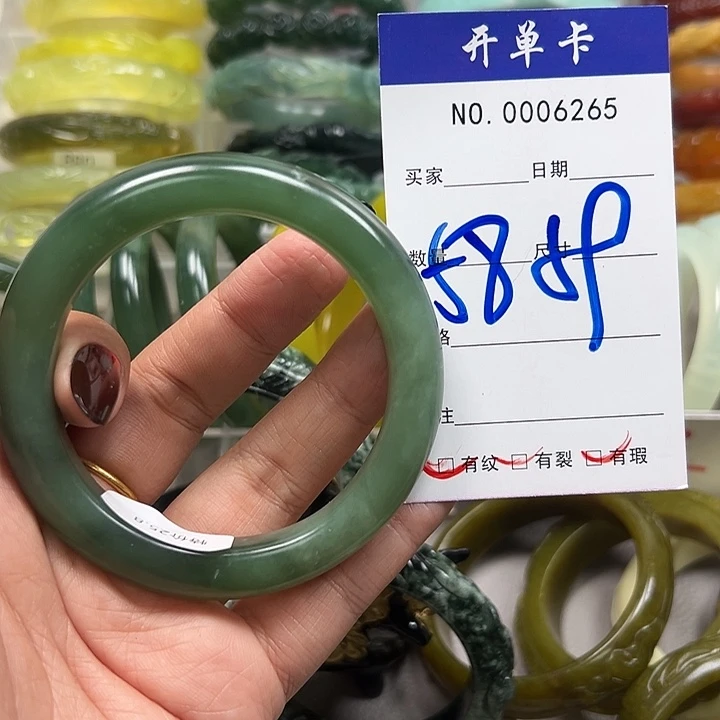 开单卡
NO. 0006265
买家 日期
数量 尺寸
58
格
注
□ 有纹 □ 有裂 □ 有瑕